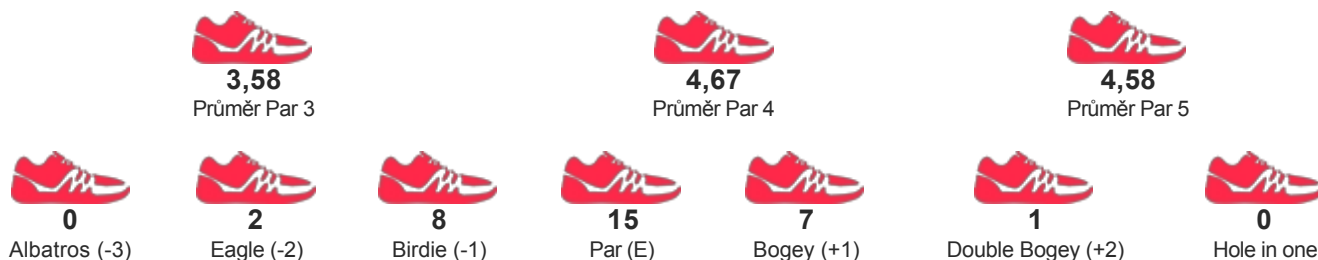 3,58
Průměr Par 3
4,67
Průměr Par 4
4,58
Průměr Par 5
0
Albatros (-3)
2
Eagle (-2)
8
Birdie (-1)
15
Par (E)
7
Bogey (+1)
1
Double Bogey (+2)
0
Hole in one